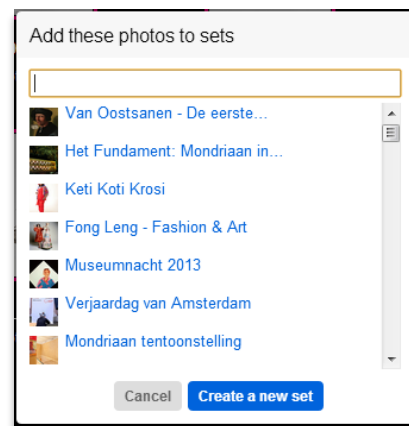 Add these photos to sets
Van Oostsanen - De eerste...
Het Fundament: Mondriaan in...
Keti Koti Krosi
Fong Leng - Fashion & Art
Museumnacht 2013
Verjaardag van Amsterdam
Mondriaan tentoonstelling
Cancel
Create a new set